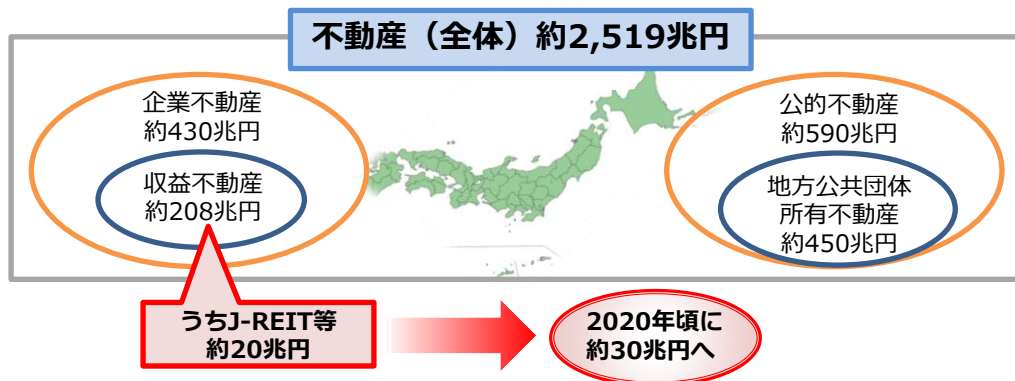 不動産（全体）約2,519兆円
企業不動産
約430兆円
収益不動産
約208兆円
公的不動産
約590兆円
地方公共団体
所有不動産
約450兆円
うちJ-REIT等
約20兆円
2020年頃に
約30兆円へ